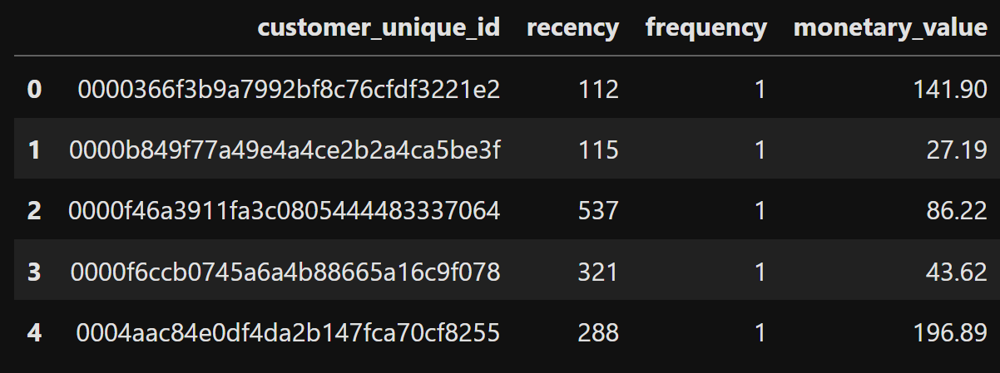 customer_unique_id recency frequency monetary_value
0 0000366f3b9a7992bf8c76cfdf3221e2 112 1 141.90
1 0000b849f77a49e4a4ce2b2a4ca5be3f 115 1 27.19
2 0000f46a3911fa3c0805444483337064 537 1 86.22
3 0000f6ccb0745a6a4b88665a16c9f078 321 1 43.62
4 0004aac84e0df4da2b147fca70cf8255 288 1 196.89